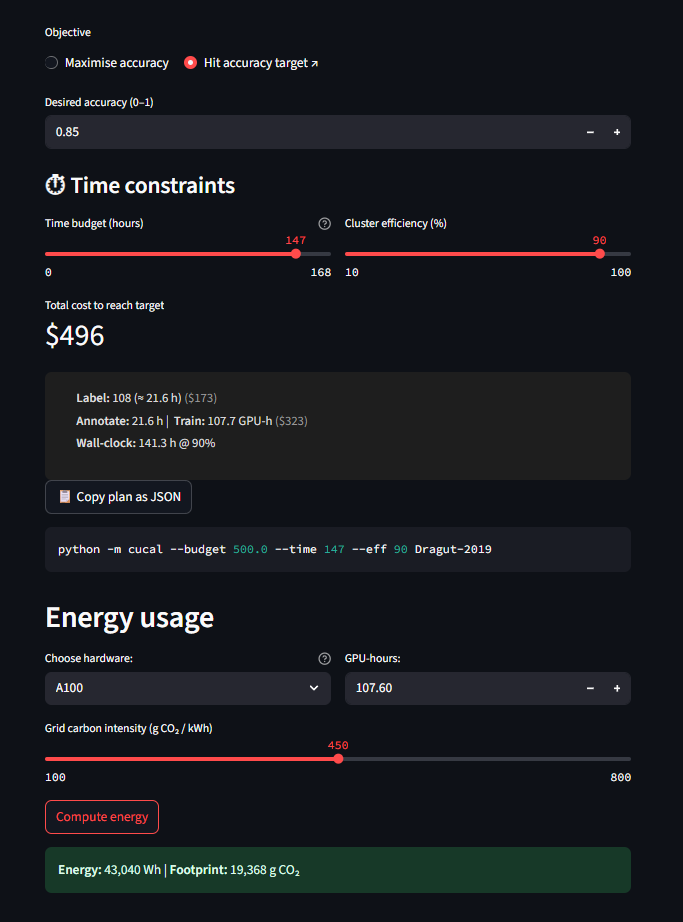 Objective
Maximise accuracy Hit accuracy target ↗
Desired accuracy (0–1)
0.85 − +
⏱ Time constraints
Time budget (hours) ? Cluster efficiency (%)
147 90
0 168 10 100
Total cost to reach target
$496
Label: 108 (≈ 21.6 h) ($173)
Annotate: 21.6 h | Train: 107.7 GPU-h ($323)
Wall-clock: 141.3 h @ 90%
📋 Copy plan as JSON
python -m cucal --budget 500.0 --time 147 --eff 90 Dragut-2019
Energy usage
Choose hardware: ? GPU-hours:
A100 107.60 − +
Grid carbon intensity (g CO₂ / kWh)
450
100 800
Compute energy
Energy: 43,040 Wh | Footprint: 19,368 g CO₂